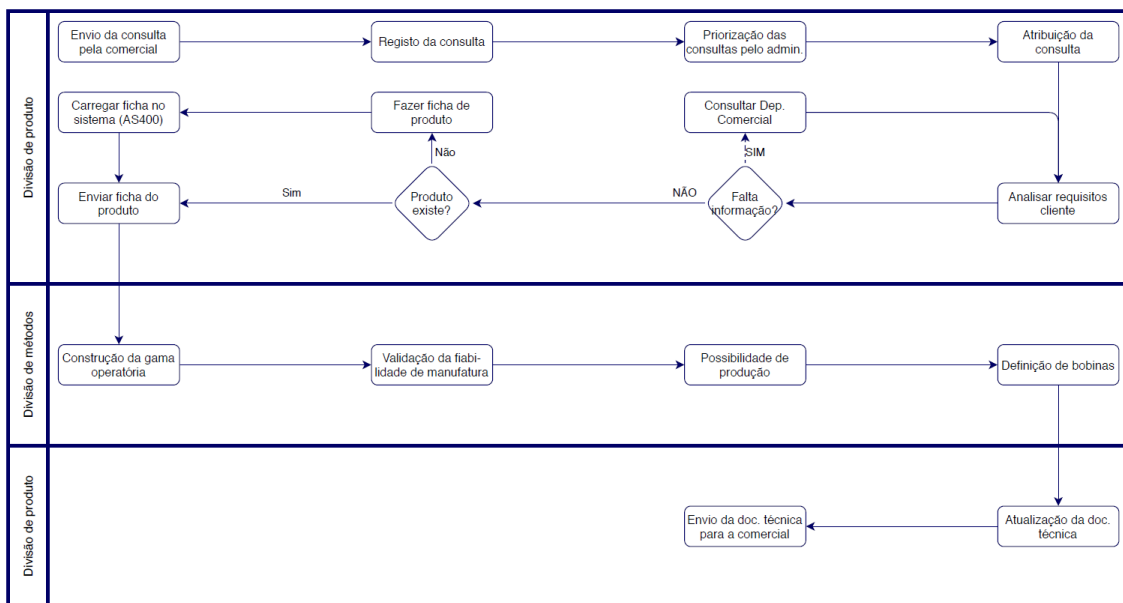 Divisão de produto
Envio da consulta
pela comercial
Registo da consulta
Priorização das
consultas pelo admin.
Atribuição da
consulta
Carregar ficha no
sistema (AS400)
Fazer ficha de
produto
Consultar Dep.
Comercial
Não
SIM
Enviar ficha do
produto
Sim
Produto
existe?
NÃO
Falta
informação?
Analisar requisitos
cliente
Divisão de métodos
Construção da gama
operatória
Validação da fiabi-
lidade de manufatura
Possibilidade de
produção
Definição de bobinas
Divisão de produto
Envio da doc. técnica
para a comercial
Atualização da doc.
técnica